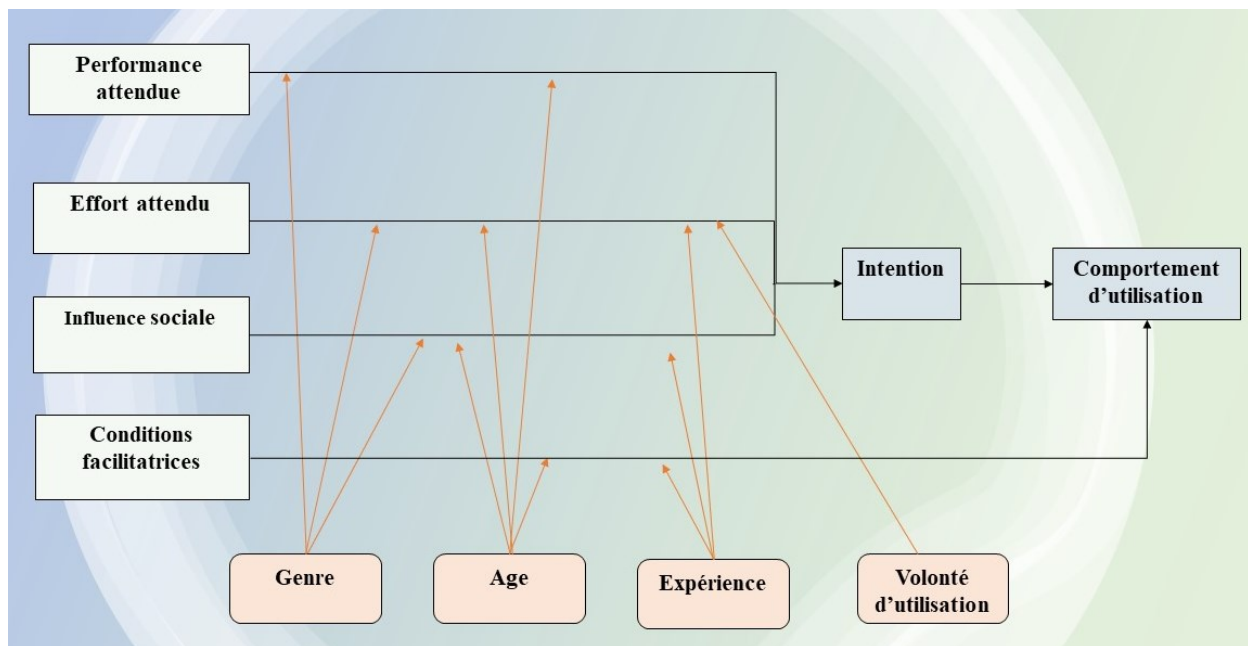 Performance
attendue
Effort attendu
Influence sociale
Conditions
facilitatrices
Intention
Comportement
d’utilisation
Genre
Age
Expérience
Volonté
d’utilisation